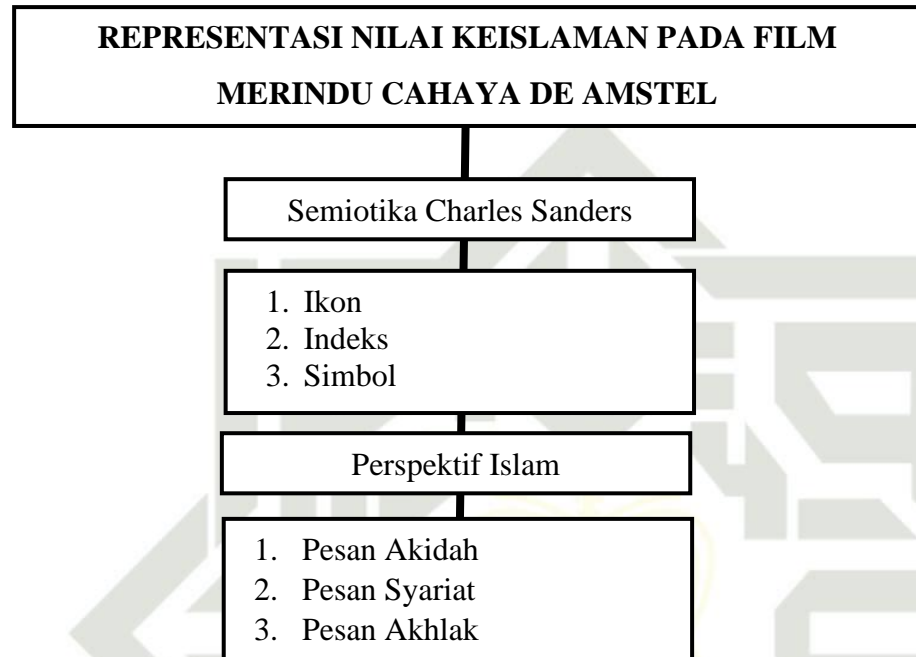 REPRESENTASI NILAI KEISLAMAN PADA FILM
MERINDU CAHAYA DE AMSTEL
Semiotika Charles Sanders
1. Ikon
2. Indeks
3. Simbol
Perspektif Islam
1. Pesan Akidah
2. Pesan Syariat
3. Pesan Akhlak